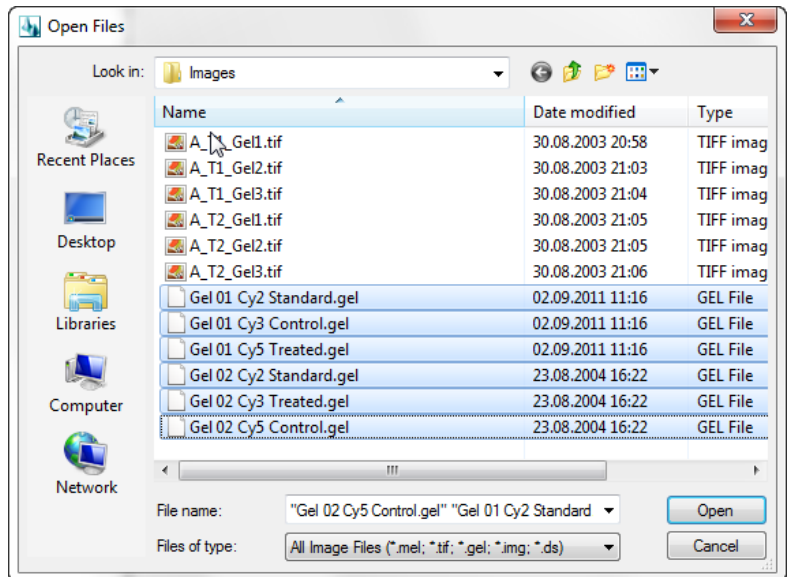 Open Files
Look in: Images
Name Date modified Type
A_T1_Gel2.tif 30.08.2003 21:03 TIFF imag
A_T1_Gel3.tif 30.08.2003 21:04 TIFF imag
A_T2_Gel1.tif 30.08.2003 21:05 TIFF imag
A_T2_Gel2.tif 30.08.2003 21:05 TIFF imag
A_T2_Gel3.tif 30.08.2003 21:06 TIFF imag
Gel 01 Cy2 Standard.gel 02.09.2011 11:16 GEL File
Gel 01 Cy3 Control.gel 02.09.2011 11:16 GEL File
Gel 01 Cy5 Treated.gel 02.09.2011 11:16 GEL File
Gel 02 Cy2 Standard.gel 23.08.2004 16:22 GEL File
Gel 02 Cy3 Treated.gel 23.08.2004 16:22 GEL File
Gel 02 Cy5 Control.gel 23.08.2004 16:22 GEL File
30.08.2003 20:58 TIFF imag
Recent Places
Desktop
Libraries
Computer
Network
File name: "Gel 02 Cy5 Control.gel" "Gel 01 Cy2 Standard Open
Files of type: All Image Files (*.mel; *.tif; *.gel; *.img; *.ds) Cancel